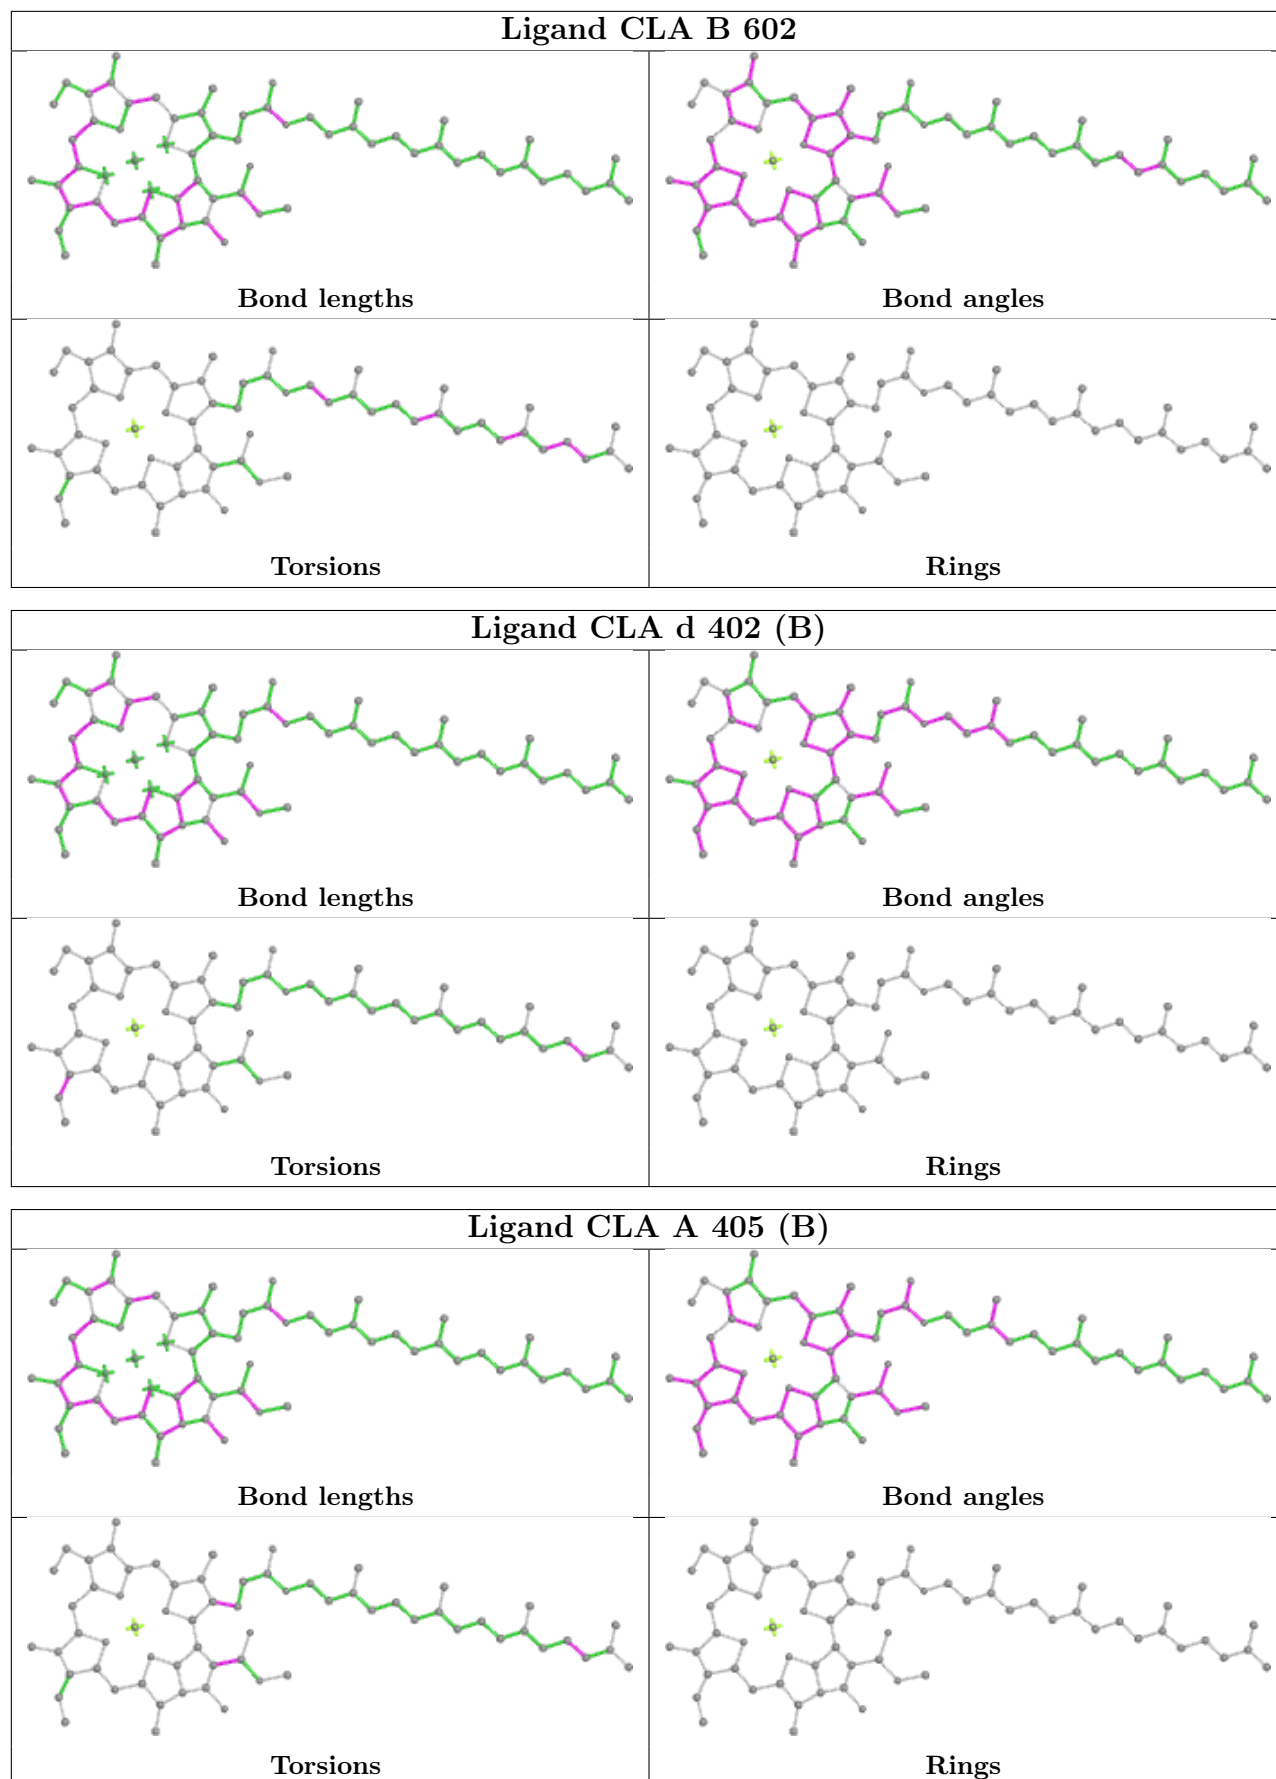 Ligand CLA B 602
Bond lengths
Bond angles
Torsions
Rings
Ligand CLA d 402 (B)
Bond lengths
Bond angles
Torsions
Rings
Ligand CLA A 405 (B)
Bond lengths
Bond angles
Torsions
Rings